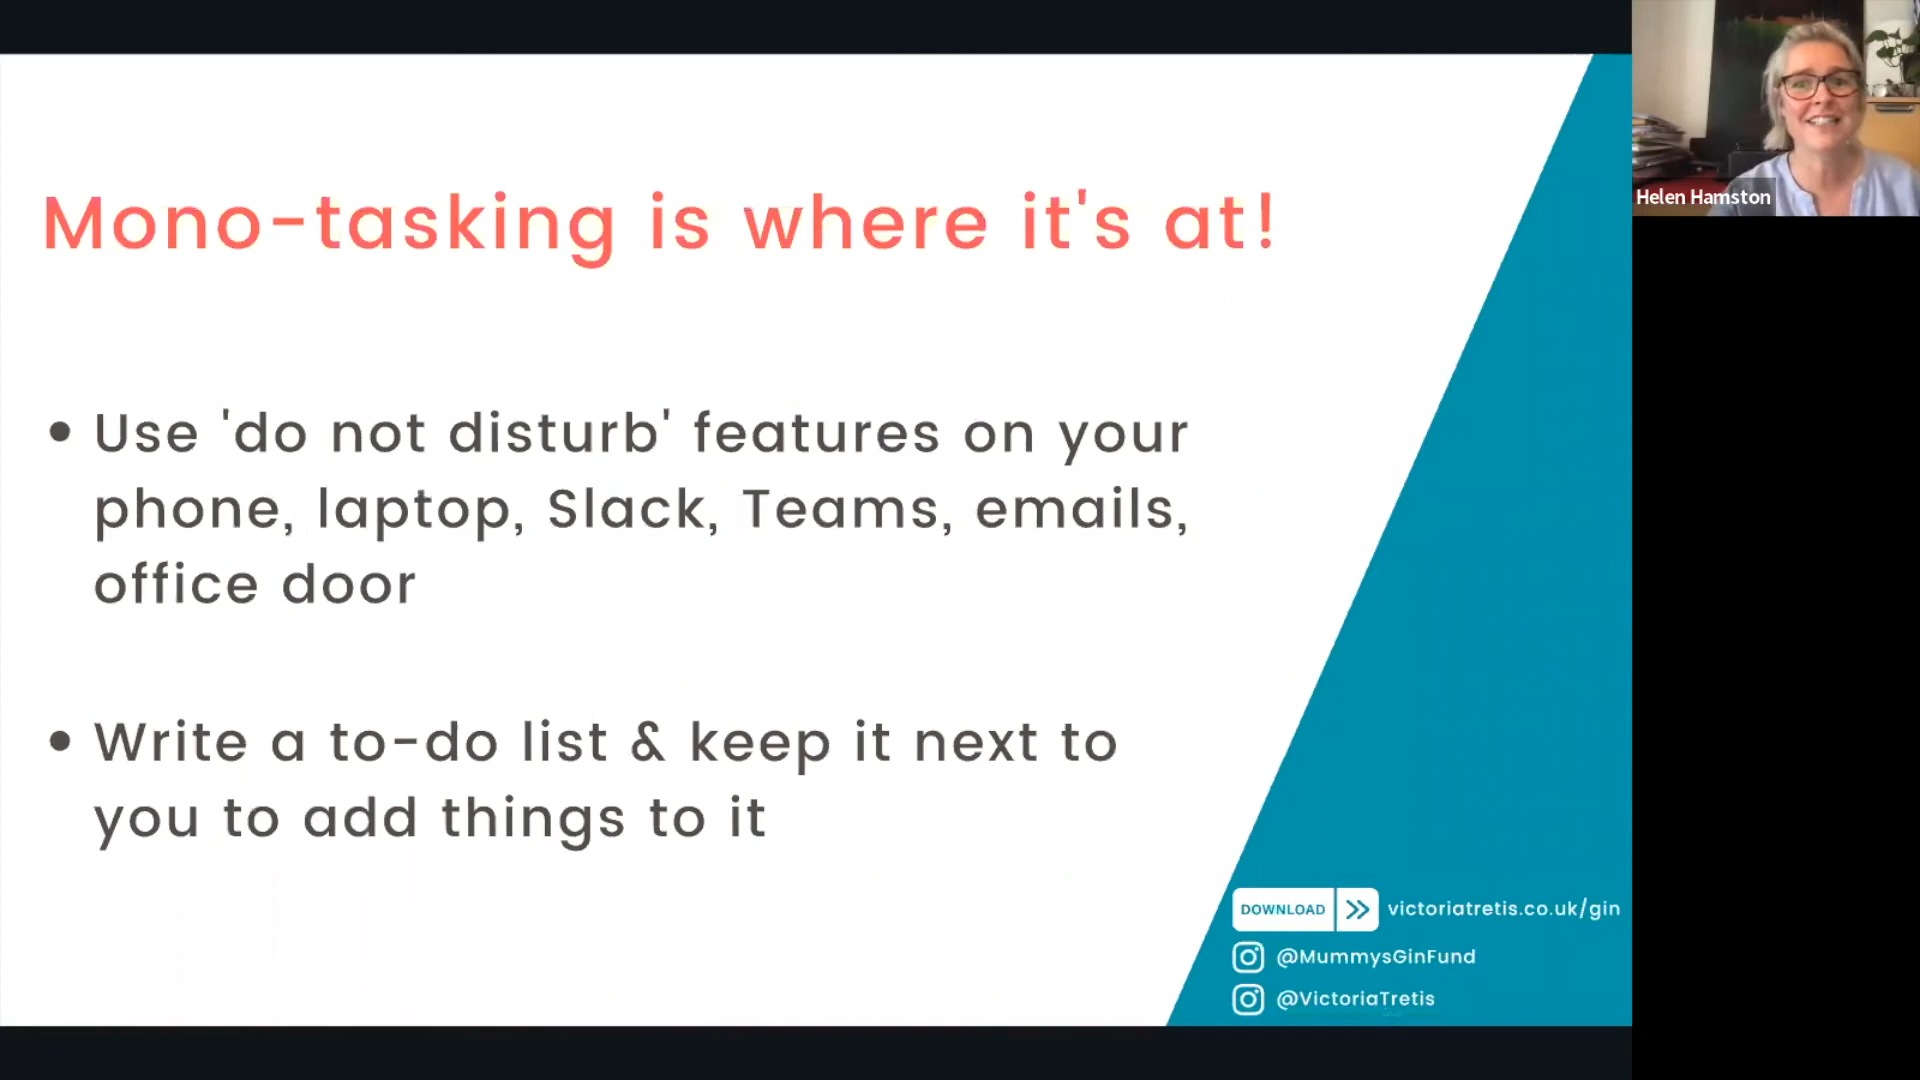 Mono-tasking is where it's at!
• Use 'do not disturb' features on your
phone, laptop, Slack, Teams, emails,
office door
• Write a to-do list & keep it next to
you to add things to it
DOWNLOAD >> victoriatretis.co.uk/gin
@MummysGinFund
@VictoriaTretis
Helen Hamston